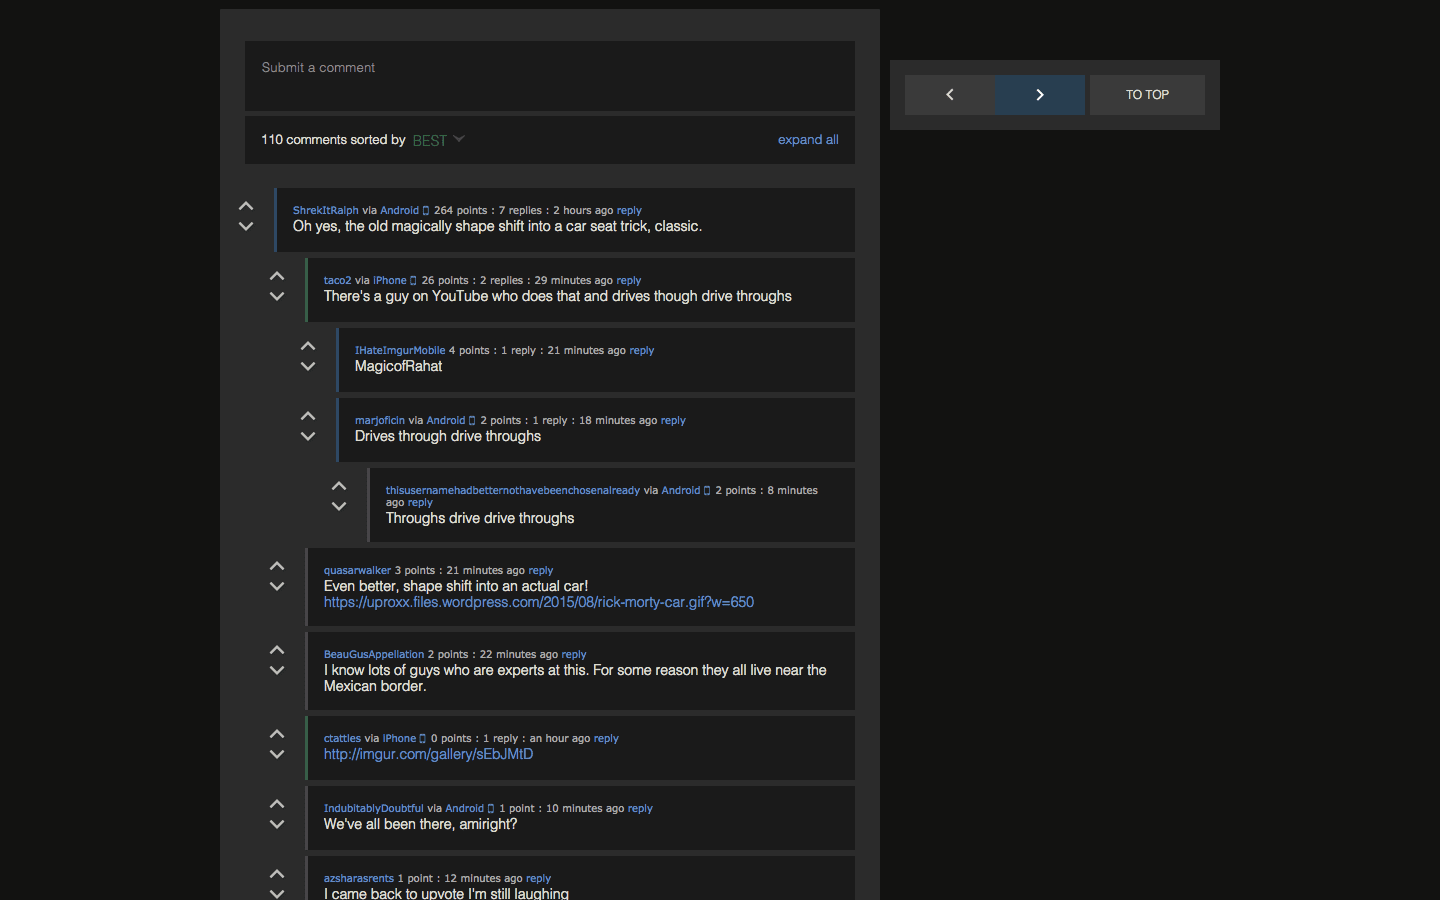 Submit a comment
TO TOP
110 comments sorted by BEST
expand all
ShrekItRalph via Android 264 points : 7 replies : 2 hours ago reply
Oh yes, the old magically shape shift into a car seat trick, classic.
taco2 via iPhone 26 points : 2 replies : 29 minutes ago reply
There's a guy on YouTube who does that and drives though drive throughs
IHateImgurMobile 4 points : 1 reply : 21 minutes ago reply
MagicofRahat
marjoficin via Android 2 points : 1 reply : 18 minutes ago reply
Drives through drive throughs
thisusernamehadbetternothavebeenchosenalready via Android 2 points : 8 minutes
ago reply
Throughs drive drive throughs
quasarwalker 3 points : 21 minutes ago reply
Even better, shape shift into an actual car!
https://uproxx.files.wordpress.com/2015/08/rick-morty-car.gif?w=650
BeauGusAppellation 2 points : 22 minutes ago reply
I know lots of guys who are experts at this. For some reason they all live near the
Mexican border.
ctattles via iPhone 0 points : 1 reply : an hour ago reply
http://imgur.com/gallery/sEbJMtD
IndubitablyDoubtful via Android 1 point : 10 minutes ago reply
We've all been there, amiright?
azsharasrents 1 point : 12 minutes ago reply
I came back to upvote I'm still laughing